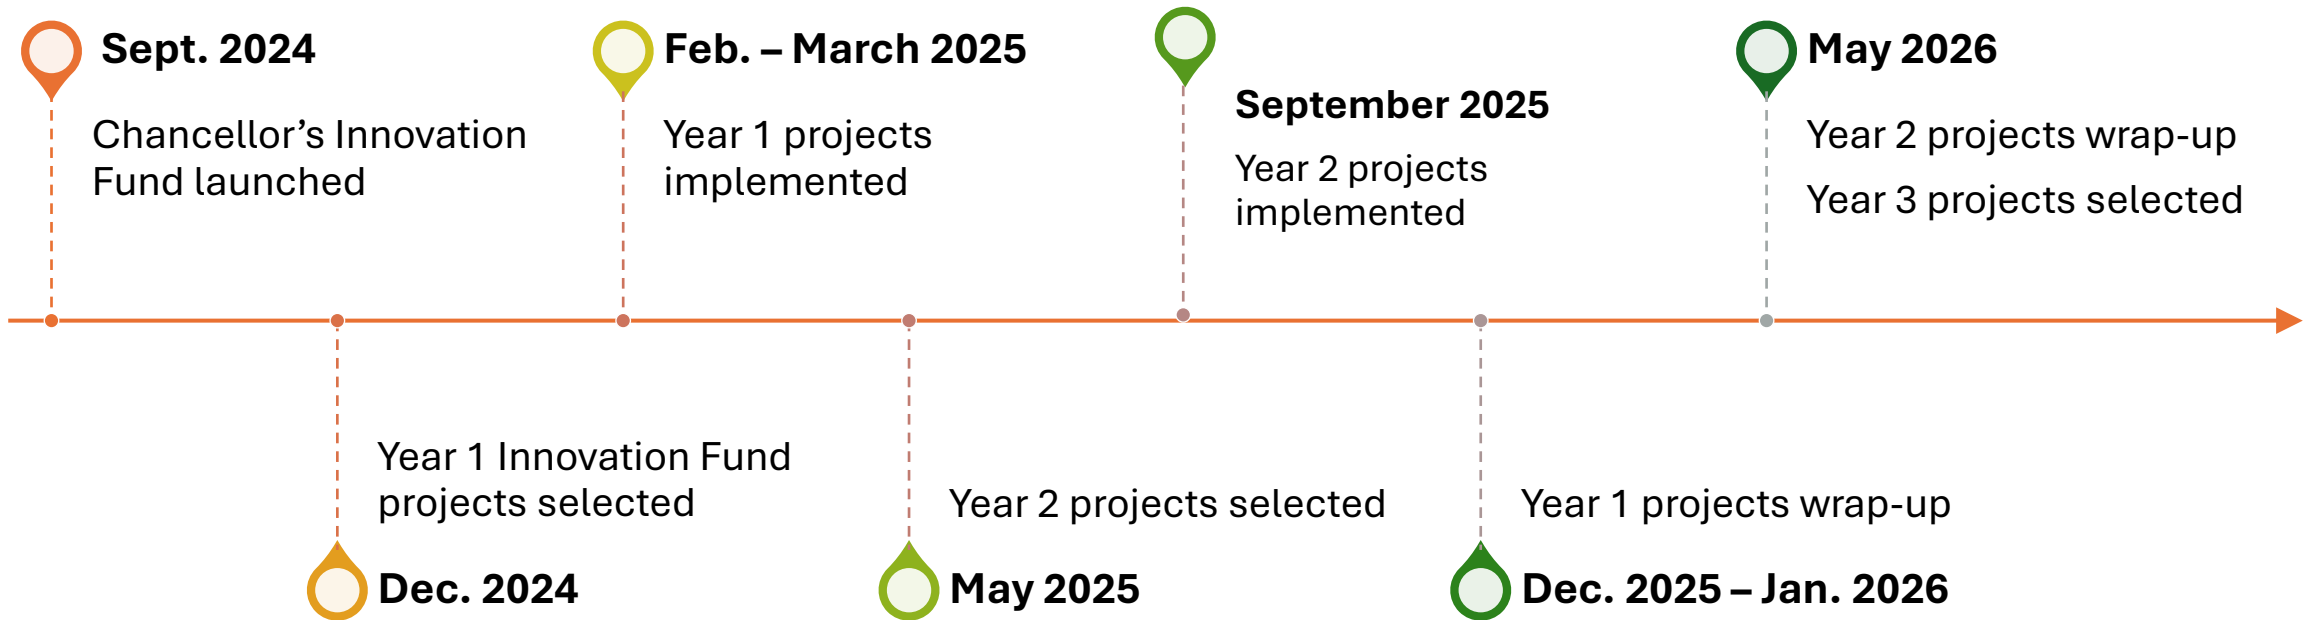 Sept. 2024
Chancellor’s Innovation
Fund launched
Year 1 Innovation Fund
projects selected
Dec. 2024
Feb. – March 2025
Year 1 projects
implemented
Year 2 projects selected
May 2025
September 2025
Year 2 projects
implemented
Year 1 projects wrap-up
Dec. 2025 – Jan. 2026
May 2026
Year 2 projects wrap-up
Year 3 projects selected